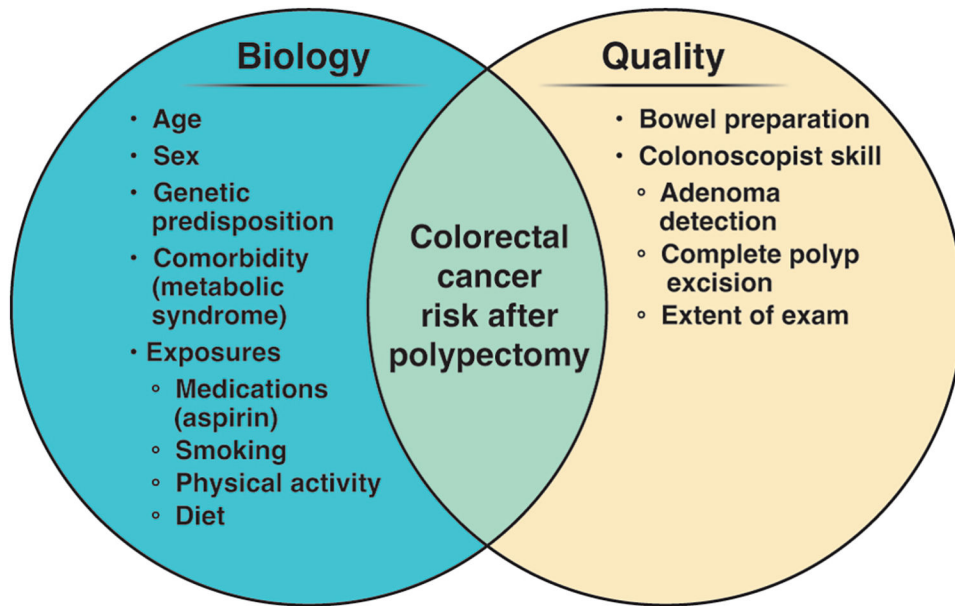 Biology
• Age
• Sex
• Genetic
predisposition
• Comorbidity
(metabolic
syndrome)
• Exposures
◦ Medications
(aspirin)
◦ Smoking
◦ Physical activity
◦ Diet
Colorectal
cancer
risk after
polypectomy
Quality
• Bowel preparation
• Colonoscopist skill
◦ Adenoma
detection
◦ Complete polyp
excision
◦ Extent of exam